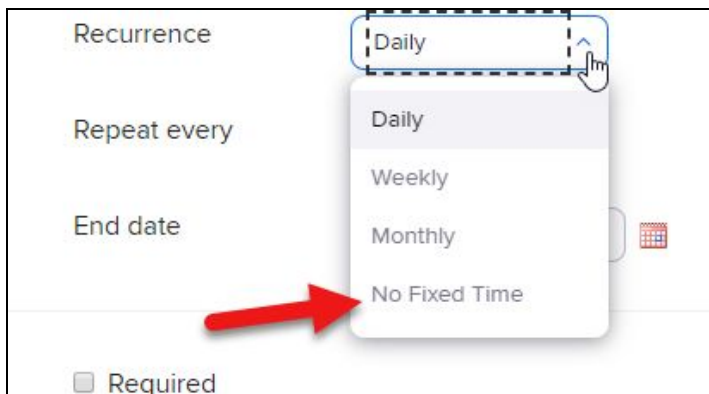 Recurrence
Daily
Repeat every
Daily
Weekly
End date
Monthly
No Fixed Time
Required